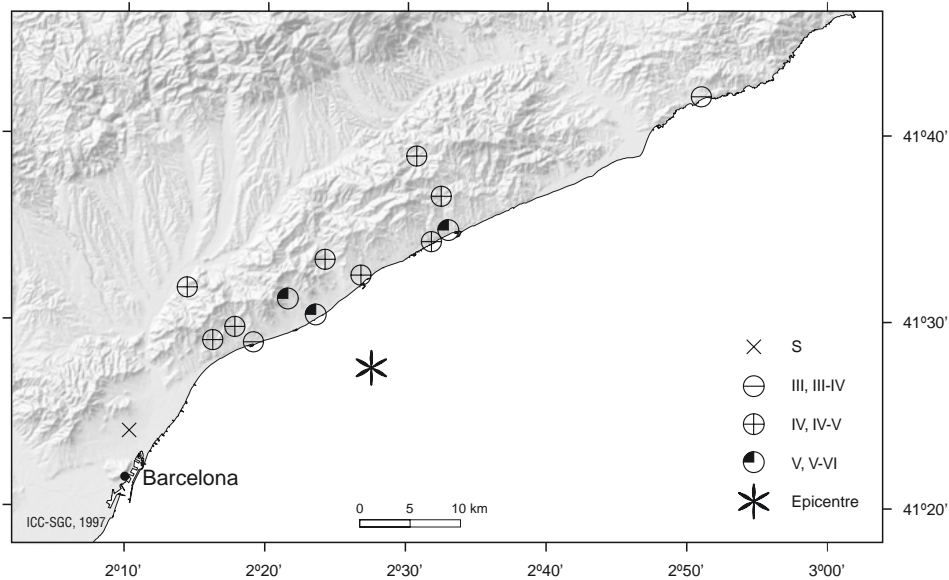 41º40'
41º30'
S
III, III-IV
IV, IV-V
V, V-VI
Barcelona
Epicentre
0 5 10 km
41º20'
ICC-SGC, 1997
2º10' 2º20' 2º30' 2º40' 2º50' 3º00'